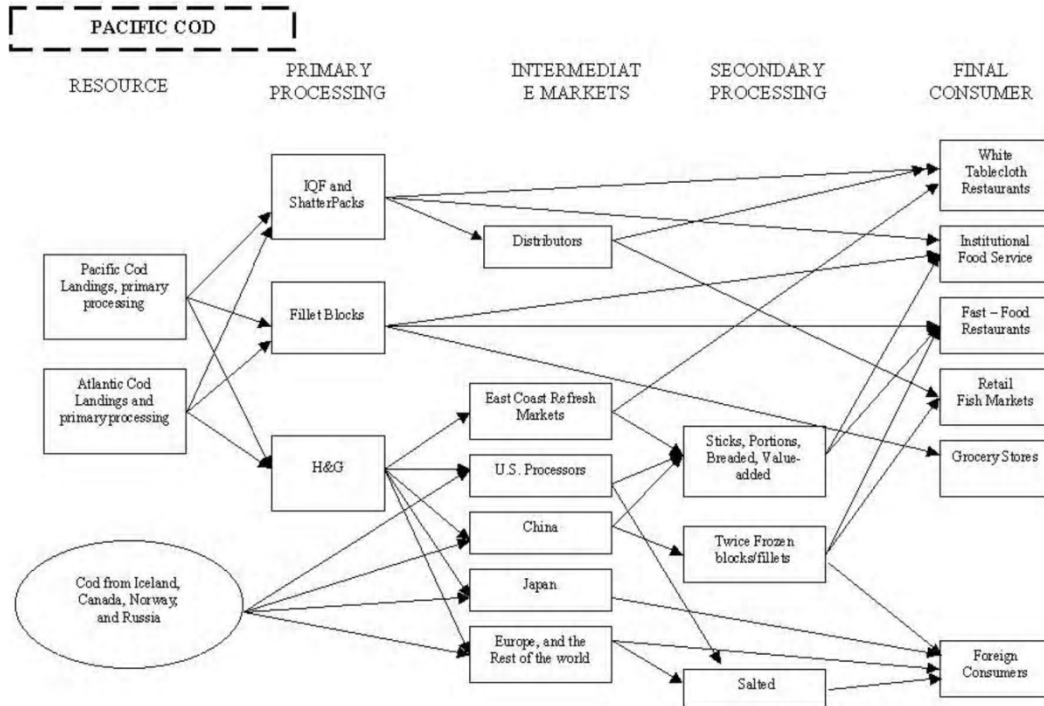 PACIFIC COD
RESOURCE
PRIMARY
PROCESSING
INTERMEDIAT
E MARKETS
SECONDARY
PROCESSING
FINAL
CONSUMER
Pacific Cod
Landings, primary
processing
Atlantic Cod
Landings and
primary processing
Cod from Iceland,
Canada, Norway,
and Russia
IQF and
ShatterPacks
Fillet Blocks
H&G
Distributors
East Coast Refresh
Markets
U.S. Processors
China
Japan
Europe, and the
Rest of the world
Sticks, Portions,
Breaded, Value-
added
Twice Frozen
blocks/fillets
Salted
White
Tablecloth
Restaurants
Institutional
Food Service
Fast – Food
Restaurants
Retail
Fish Markets
Grocery Stores
Foreign
Consumers